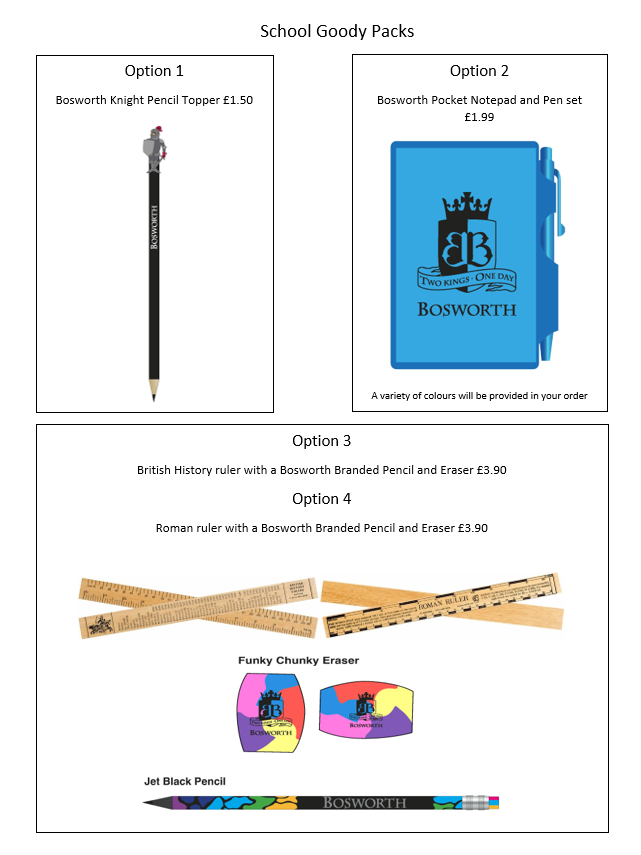 School Goody Packs
Option 1
Bosworth Knight Pencil Topper £1.50
BOSWORTH
Option 2
Bosworth Pocket Notepad and Pen set
£1.99
TWO KINGS · ONE DAY
BOSWORTH
A variety of colours will be provided in your order
Option 3
British History ruler with a Bosworth Branded Pencil and Eraser £3.90
Option 4
Roman ruler with a Bosworth Branded Pencil and Eraser £3.90
ROMAN RULER
Funky Chunky Eraser
BOSWORTH
BOSWORTH
Jet Black Pencil
BOSWORTH